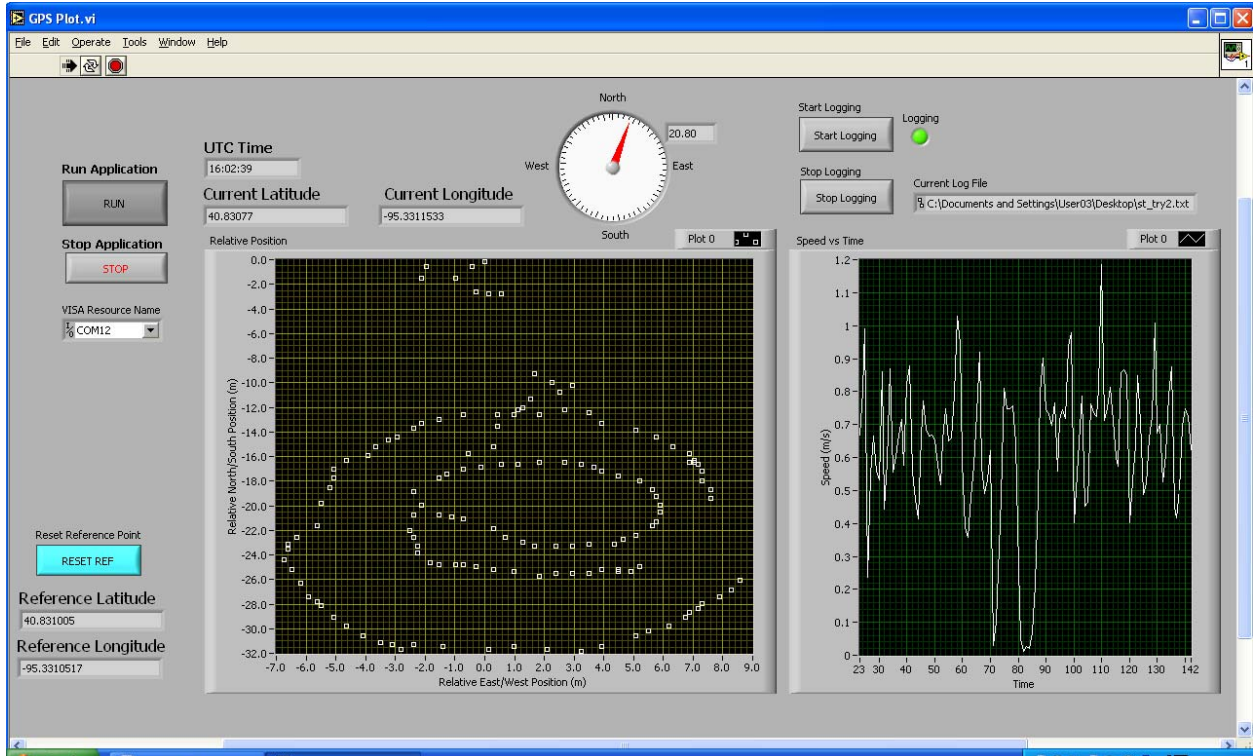 GPS Plot.vi
File Edit Operate Tools Window Help
1
North
West
East
South
20.80
Start Logging
Start Logging
Logging
Stop Logging
Stop Logging
Current Log File
C:\Documents and Settings\User03\Desktop\st_try2.txt
Run Application
RUN
UTC Time
16:02:39
Current Latitude
40.83077
Current Longitude
-95.3311533
Stop Application
STOP
VISA Resource Name
COM12
Reset Reference Point
RESET REF
Reference Latitude
40.831005
Reference Longitude
-95.3310517
Relative Position
Plot 0
Relative North/South Position (m)
0.0
-2.0
-4.0
-6.0
-8.0
-10.0
-12.0
-14.0
-16.0
-18.0
-20.0
-22.0
-24.0
-26.0
-28.0
-30.0
-32.0
-7.0 -6.0 -5.0 -4.0 -3.0 -2.0 -1.0 0.0 1.0 2.0 3.0 4.0 5.0 6.0 7.0 8.0 9.0
Relative East/West Position (m)
Speed vs Time
Plot 0
Speed (m/s)
1.2
1.1
1
0.9
0.8
0.7
0.6
0.5
0.4
0.3
0.2
0.1
0
23 30 40 50 60 70 80 90 100 110 120 130 142
Time